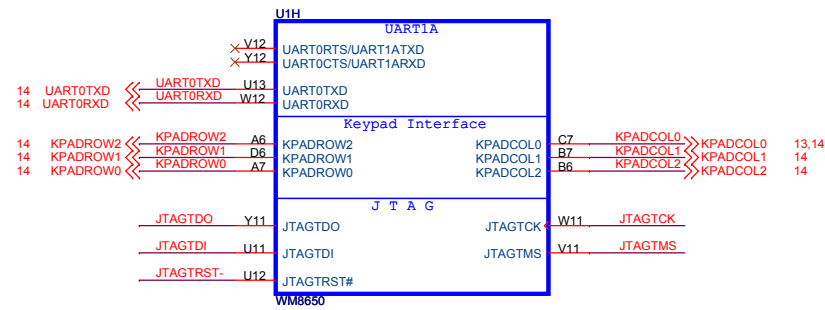 U1H
UART1A
V12 UART0RTS/UART1ATXD
Y12 UART0CTS/UART1ARXD
14 UART0TXD UART0TXD U13 UART0TXD
14 UART0RXD UART0RXD W12 UART0RXD
Keypad Interface
14 KPADROW2 KPADROW2 A6 KPADROW2 KPADCOL0 C7 KPADCOL0 KPADCOL0 13,14
14 KPADROW1 KPADROW1 D6 KPADROW1 KPADCOL1 B7 KPADCOL1 KPADCOL1 14
14 KPADROW0 KPADROW0 A7 KPADROW0 KPADCOL2 B6 KPADCOL2 KPADCOL2 14
J T A G
JTAGTDO Y11 JTAGTDO JTAGTCK W11 JTAGTCK
JTAGTDI U11 JTAGTDI JTAGTMS V11 JTAGTMS
JTAGTRST- U12 JTAGTRST#
WM8650